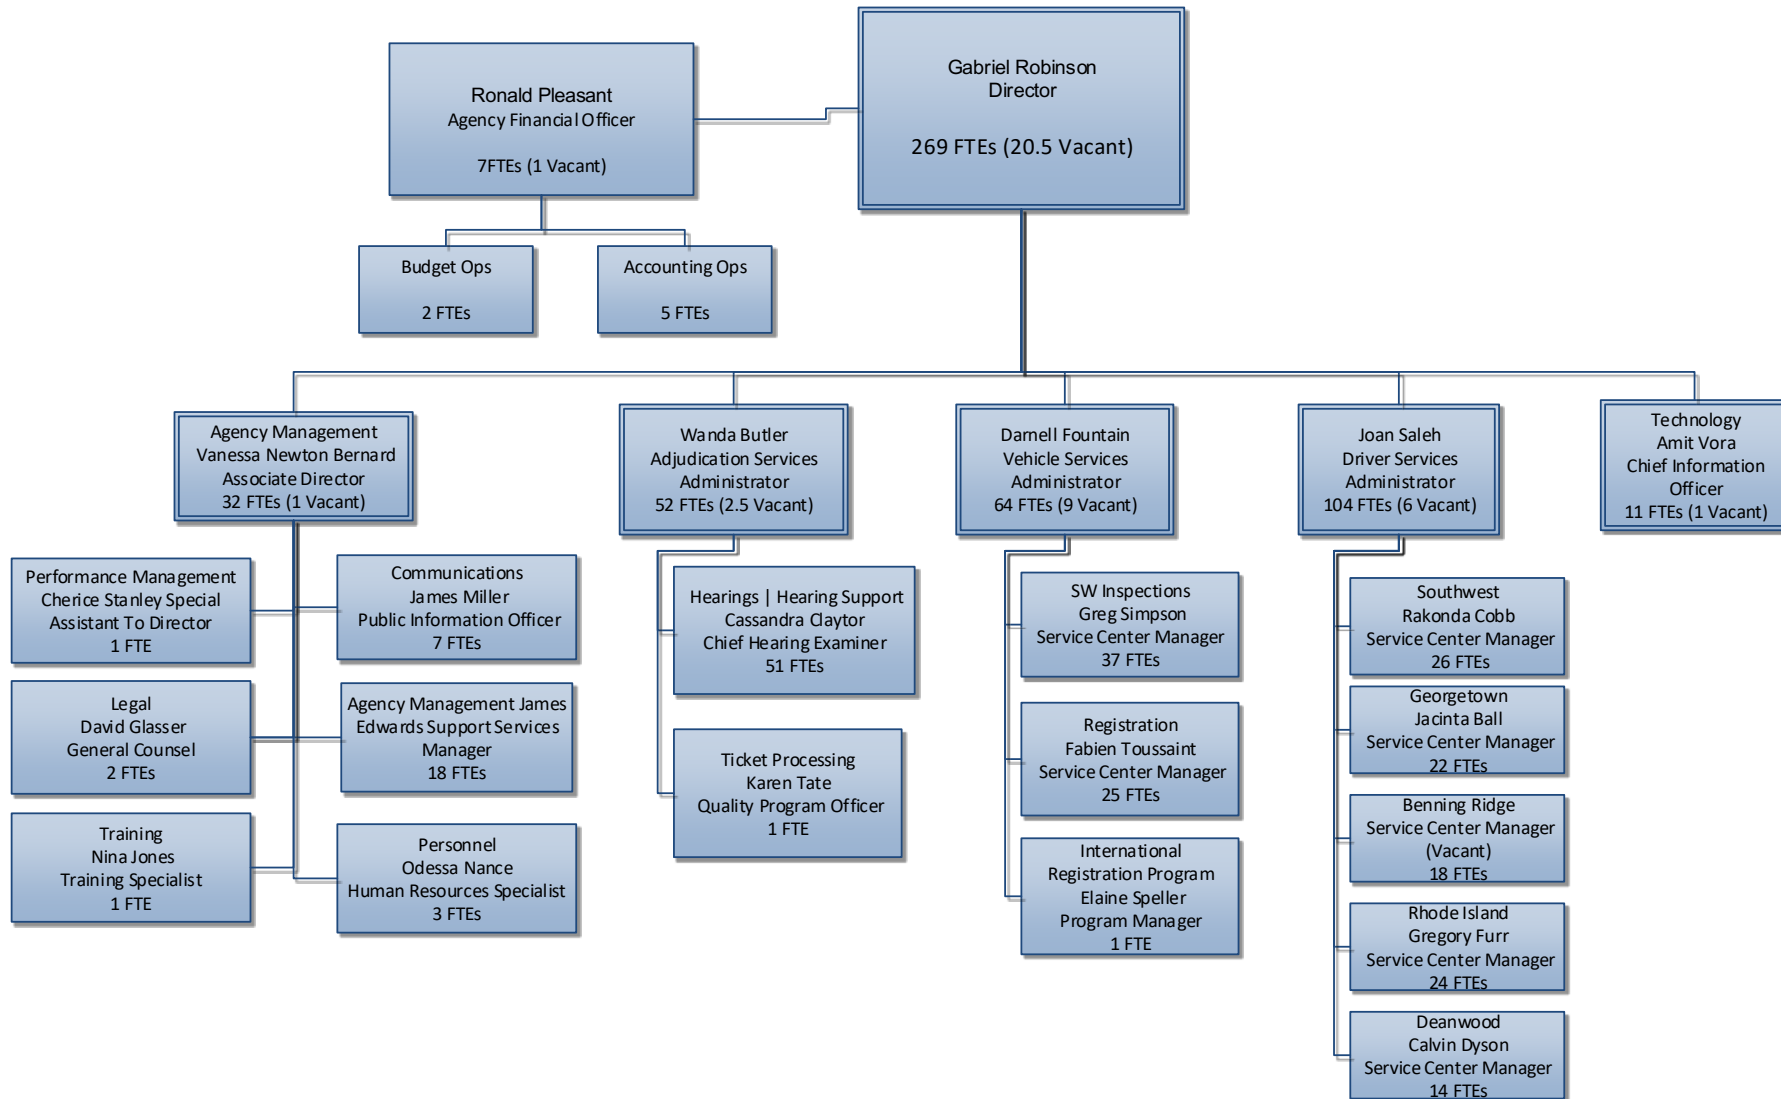 Ronald Pleasant
Agency Financial Officer
7FTEs (1 Vacant)
Gabriel Robinson
Director
269 FTEs (20.5 Vacant)
Budget Ops
2 FTEs
Accounting Ops
5 FTEs
Agency Management
Vanessa Newton Bernard
Associate Director
32 FTEs (1 Vacant)
Wanda Butler
Adjudication Services
Administrator
52 FTEs (2.5 Vacant)
Darnell Fountain
Vehicle Services
Administrator
64 FTEs (9 Vacant)
Joan Saleh
Driver Services
Administrator
104 FTEs (6 Vacant)
Technology
Amit Vora
Chief Information
Officer
11 FTEs (1 Vacant)
Performance Management
Cherice Stanley Special
Assistant To Director
1 FTE
Communications
James Miller
Public Information Officer
7 FTEs
Legal
David Glasser
General Counsel
2 FTEs
Agency Management James
Edwards Support Services
Manager
18 FTEs
Training
Nina Jones
Training Specialist
1 FTE
Personnel
Odessa Nance
Human Resources Specialist
3 FTEs
Hearings | Hearing Support
Cassandra Claytor
Chief Hearing Examiner
51 FTEs
Ticket Processing
Karen Tate
Quality Program Officer
1 FTE
SW Inspections
Greg Simpson
Service Center Manager
37 FTEs
Registration
Fabien Toussaint
Service Center Manager
25 FTEs
International
Registration Program
Elaine Speller
Program Manager
1 FTE
Southwest
Rakonda Cobb
Service Center Manager
26 FTEs
Georgetown
Jacinta Ball
Service Center Manager
22 FTEs
Benning Ridge
Service Center Manager
(Vacant)
18 FTEs
Rhode Island
Gregory Furr
Service Center Manager
24 FTEs
Deanwood
Calvin Dyson
Service Center Manager
14 FTEs